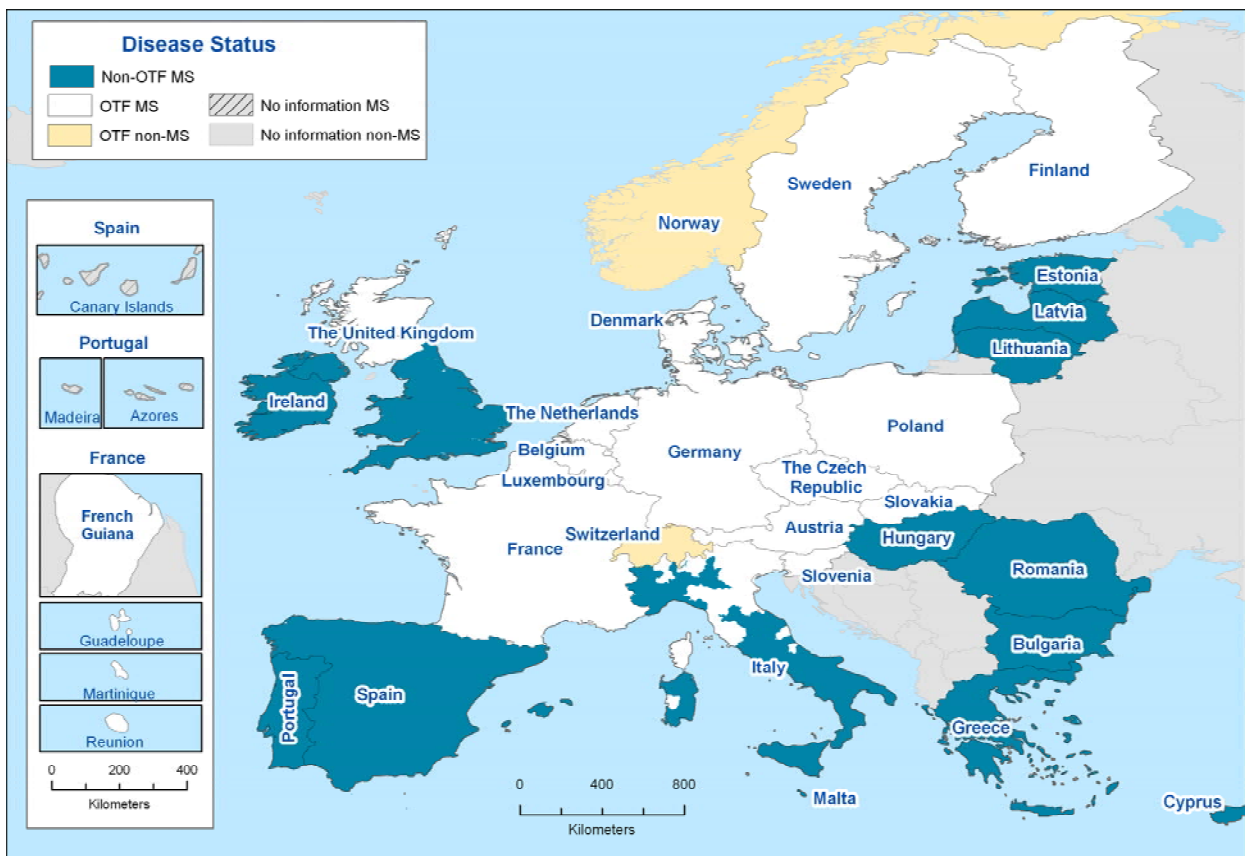 Disease Status
Non-OTF MS
OTF MS
No information MS
OTF non-MS
No information non-MS
Spain
Canary Islands
Portugal
Madeira
Azores
France
French
Guiana
Guadeloupe
Martinique
Reunion
0 200 400
Kilometers
Finland
Sweden
Norway
Estonia
Latvia
Lithuania
Denmark
The United Kingdom
Ireland
The Netherlands
Poland
Belgium
Germany
The Czech
Republic
Luxembourg
Slovakia
Austria
Switzerland
Hungary
France
Slovenia
Romania
Bulgaria
Italy
Portugal
Spain
Greece
Malta
Cyprus
0 400 800
Kilometers